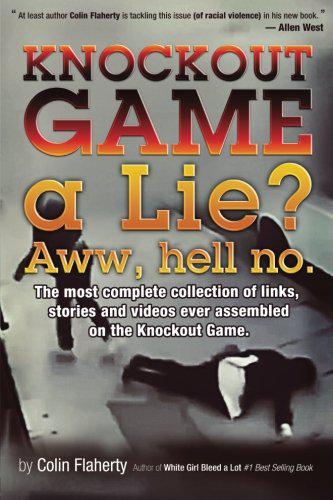 "At least author Colin Flaherty is tackling this issue (of racial violence) in his new book."
— Allen West
KNOCKOUT
GAME
a Lie?
Aww, hell no.
The most complete collection of links,
stories and videos ever assembled
on the Knockout Game.
by Colin Flaherty Author of White Girl Bleed a Lot #1 Best Selling Book